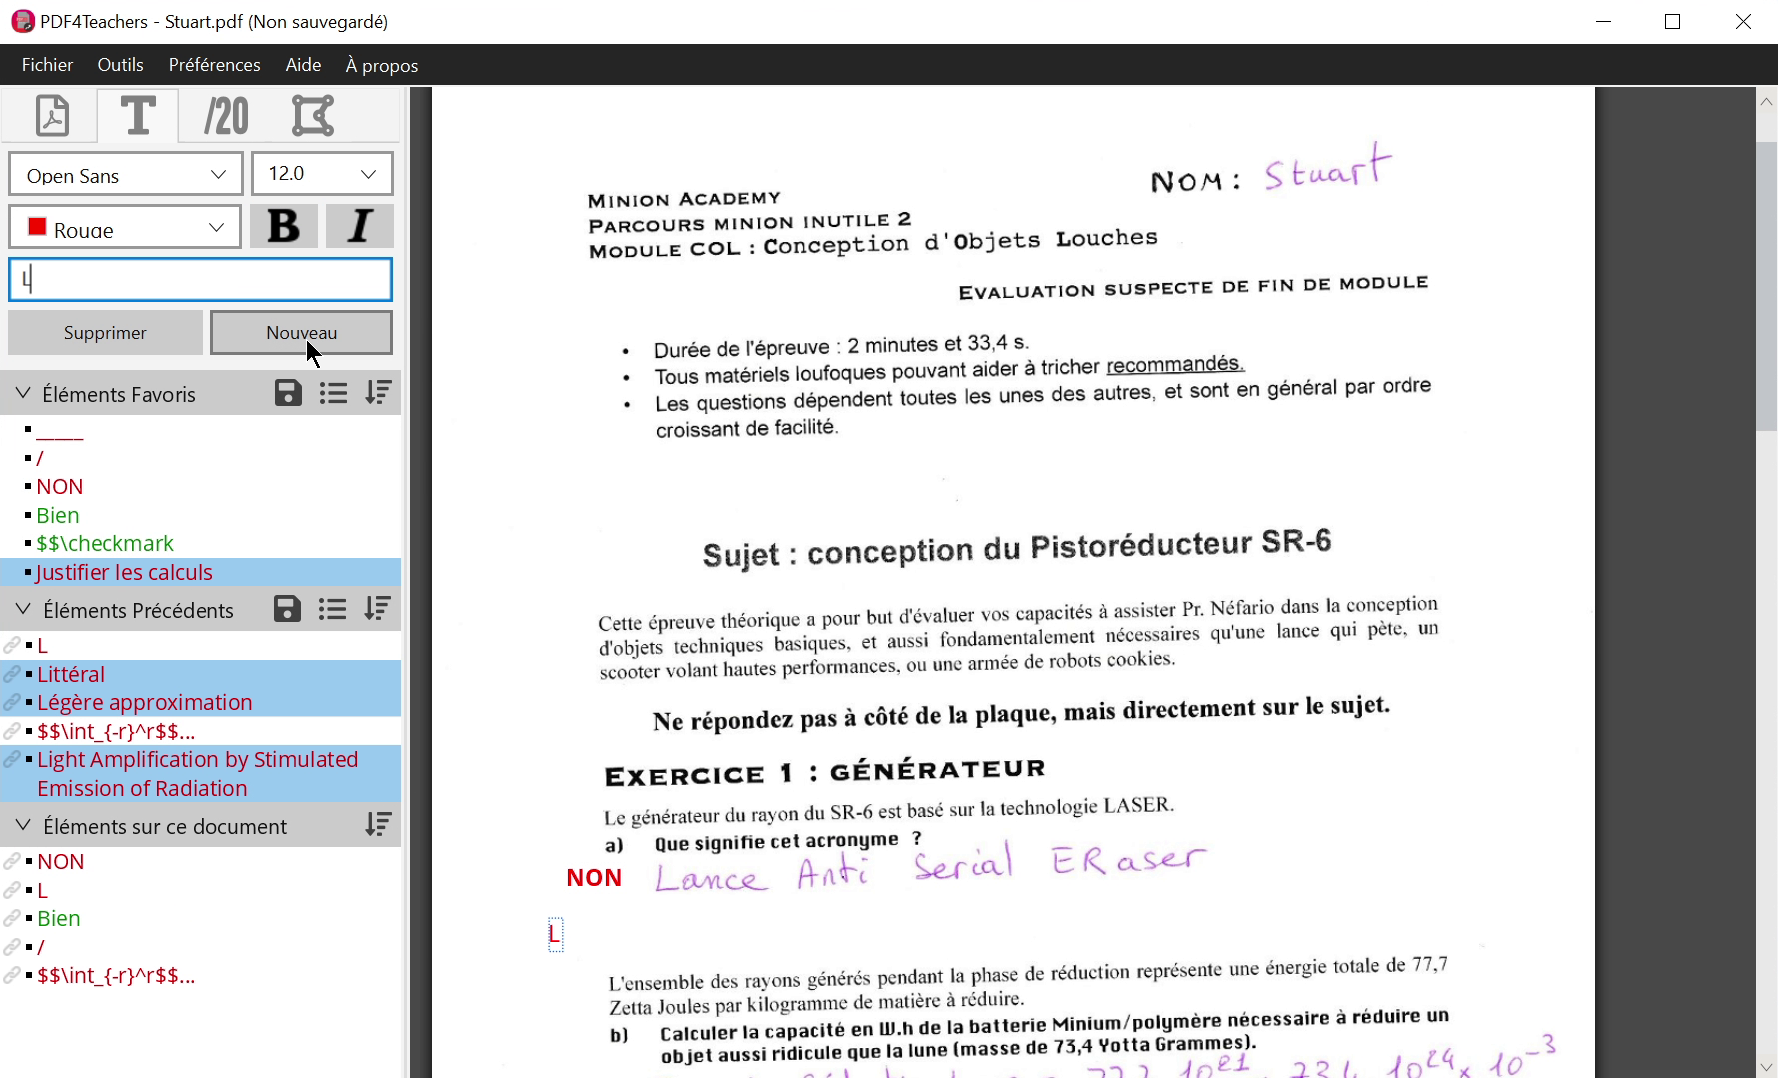 PDF4Teachers - Stuart.pdf (Non sauvegardé)
Fichier Outils Préférences Aide À propos
T /20
Open Sans 12.0
Rouge B I
L
Supprimer Nouveau
Éléments Favoris
_____
/
NON
Bien
$$\checkmark
Justifier les calculs
Éléments Précédents
L
Littéral
Légère approximation
$$\int_{-r}^r$$...
Light Amplification by Stimulated
Emission of Radiation
Éléments sur ce document
NON
L
Bien
/
$$\int_{-r}^r$$...
NOM : Stuart
MINION ACADEMY
PARCOURS MINION INUTILE 2
MODULE COL : Conception d'Objets Louches
EVALUATION SUSPECTE DE FIN DE MODULE
• Durée de l'épreuve : 2 minutes et 33,4 s.
• Tous matériels loufoques pouvant aider à tricher recommandés.
• Les questions dépendent toutes les unes des autres, et sont en général par ordre
croissant de facilité.
Sujet : conception du Pistoréducteur SR-6
Cette épreuve théorique a pour but d'évaluer vos capacités à assister Pr. Néfario dans la conception
d'objets techniques basiques, et aussi fondamentalement nécessaires qu'une lance qui pète, un
scooter volant hautes performances, ou une armée de robots cookies.
Ne répondez pas à côté de la plaque, mais directement sur le sujet.
EXERCICE 1 : GÉNÉRATEUR
Le générateur du rayon du SR-6 est basé sur la technologie LASER.
a) Que signifie cet acronyme ?
NON Lance Anti Serial ERaser
L
L'ensemble des rayons générés pendant la phase de réduction représente une énergie totale de 77,7
Zetta Joules par kilogramme de matière à réduire.
b) Calculer la capacité en W.h de la batterie Minium/polymère nécessaire à réduire un
objet aussi ridicule que la lune (masse de 73,4 Yotta Grammes).
10²¹ 10²⁴ x 10⁻³